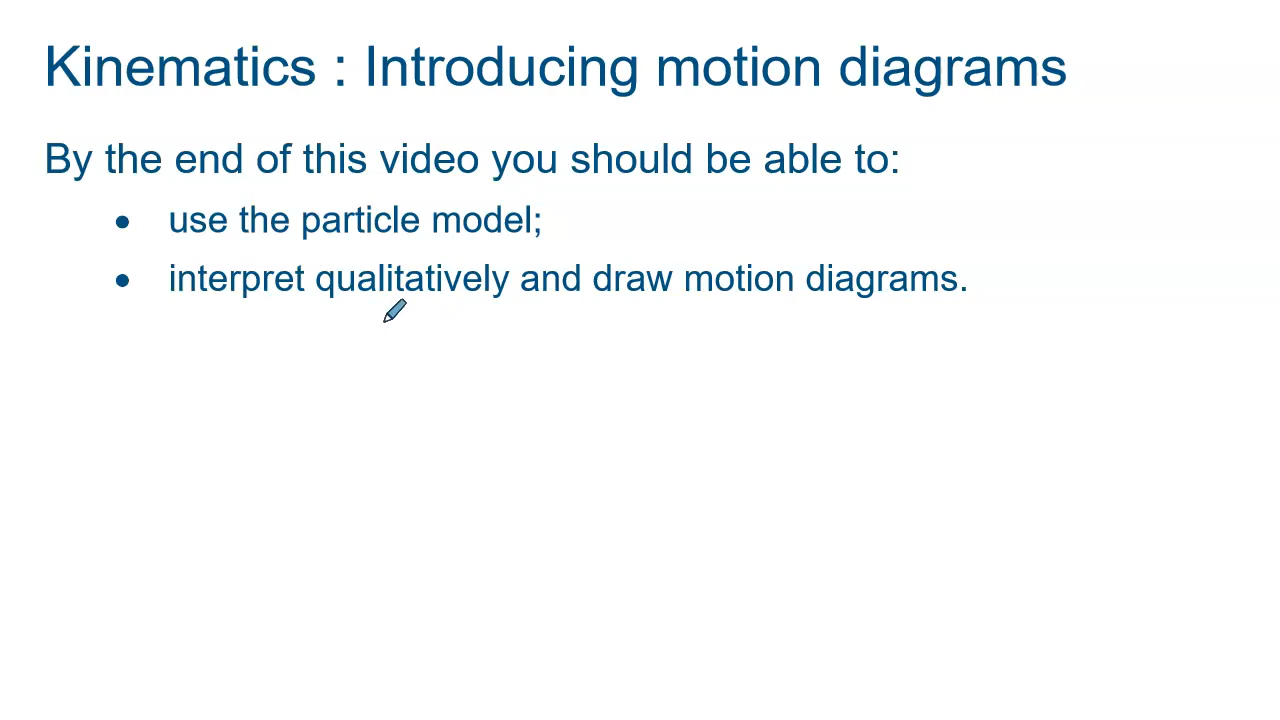 Kinematics : Introducing motion diagrams
By the end of this video you should be able to:
• use the particle model;
• interpret qualitatively and draw motion diagrams.